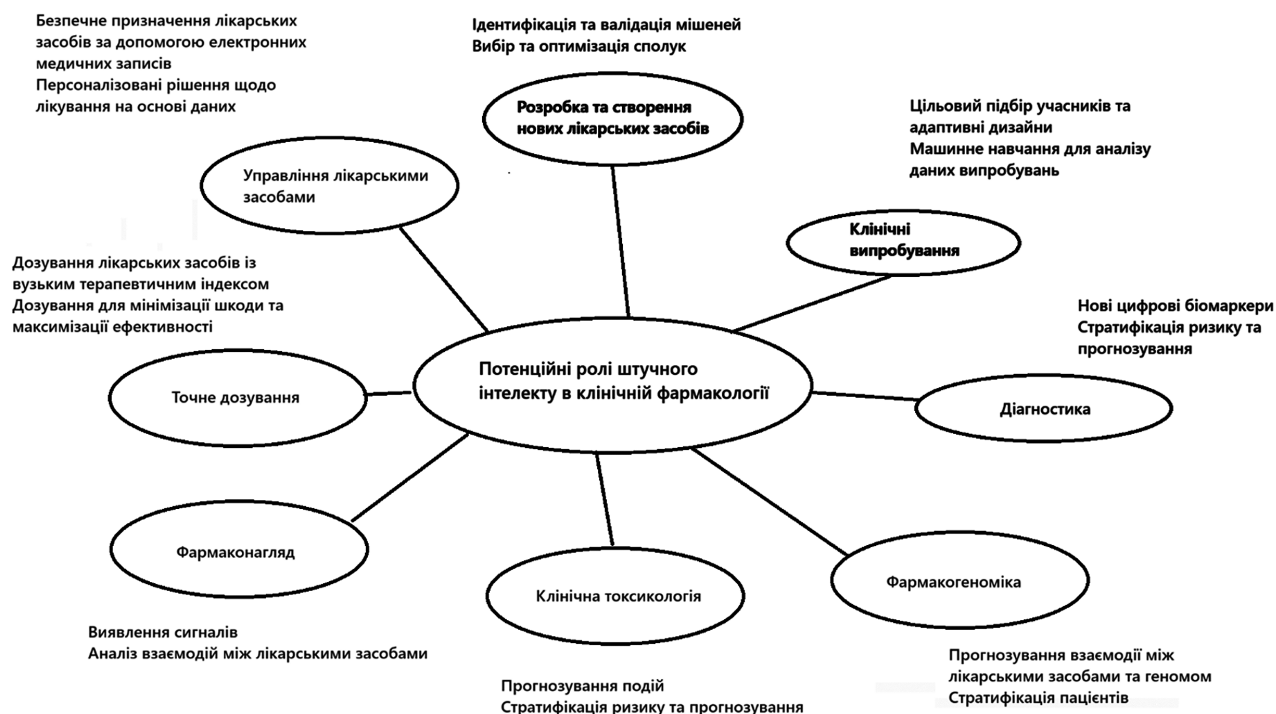 Безпечне призначення лікарських
засобів за допомогою електронних
медичних записів
Персоналізовані рішення щодо
лікування на основі даних
Ідентифікація та валідація мішеней
Вибір та оптимізація сполук
Розробка та створення
нових лікарських засобів
Цільовий підбір учасників та
адаптивні дизайни
Машинне навчання для аналізу
даних випробувань
Управління лікарськими
засобами
Клінічні
випробування
Дозування лікарських засобів із
вузьким терапевтичним індексом
Дозування для мінімізації шкоди та
максимізації ефективності
Нові цифрові біомаркери
Стратифікація ризику та
прогнозування
Потенційні ролі штучного
інтелекту в клінічній фармакології
Точне дозування
Діагностика
Фармаконагляд
Клінічна токсикологія
Фармакогеноміка
Виявлення сигналів
Аналіз взаємодій між лікарськими засобами
Прогнозування подій
Стратифікація ризику та прогнозування
Прогнозування взаємодії між
лікарськими засобами та геномом
Стратифікація пацієнтів